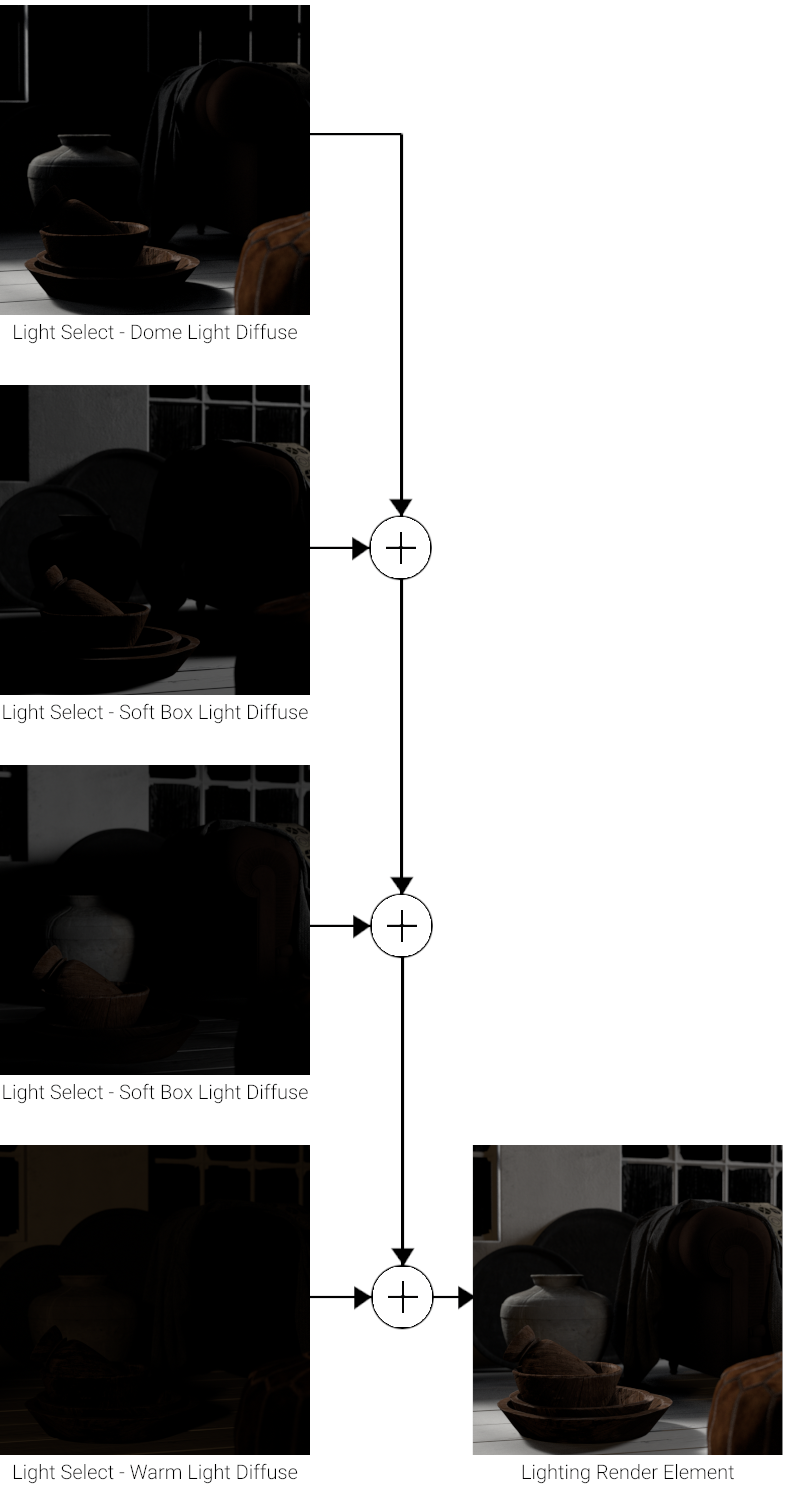 Light Select - Dome Light Diffuse
Light Select - Soft Box Light Diffuse
Light Select - Soft Box Light Diffuse
Light Select - Warm Light Diffuse
Lighting Render Element